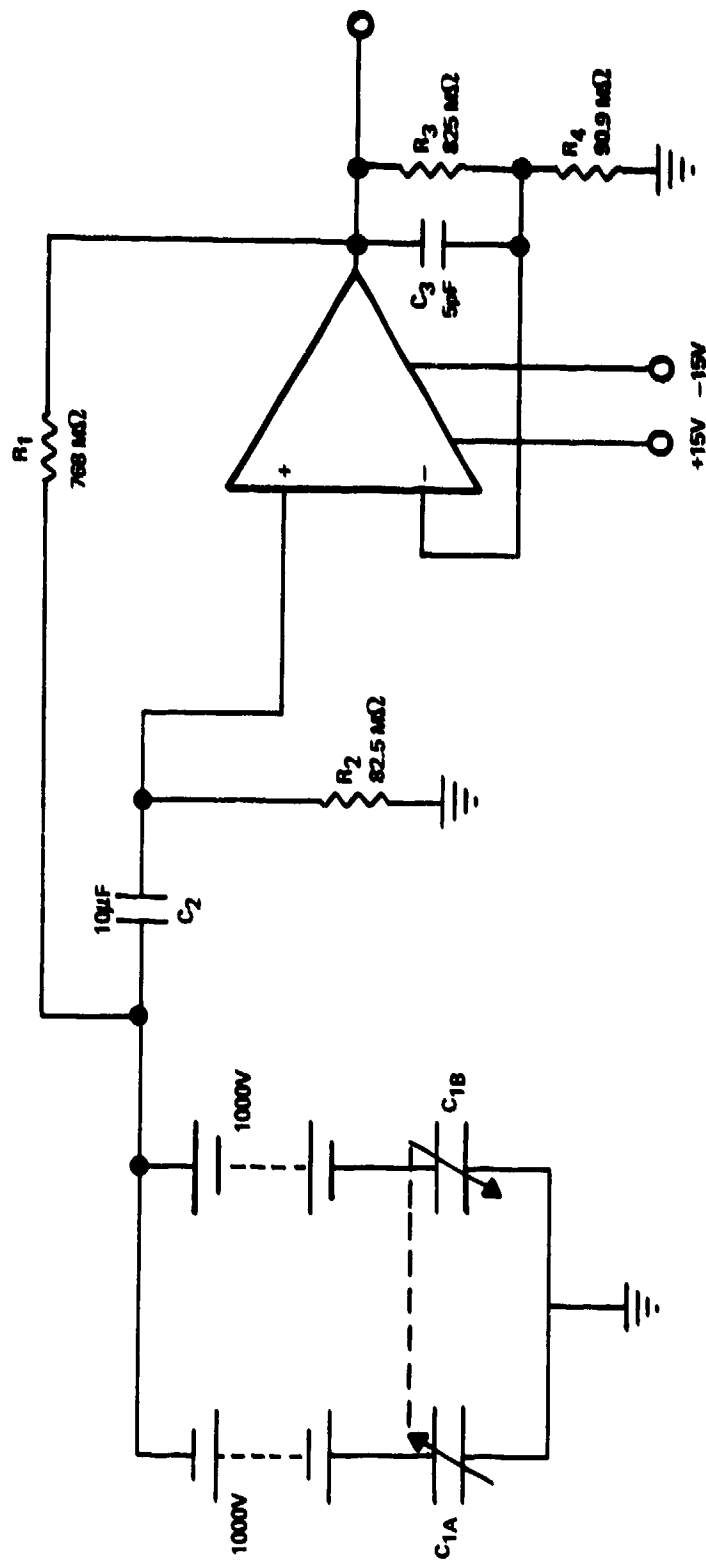 R1
768 MΩ
10μF
C2
1000V
1000V
C1A
C1B
R2
82.5 MΩ
+
−
C3
5pF
R3
825 MΩ
R4
90.9 MΩ
+15V
−15V